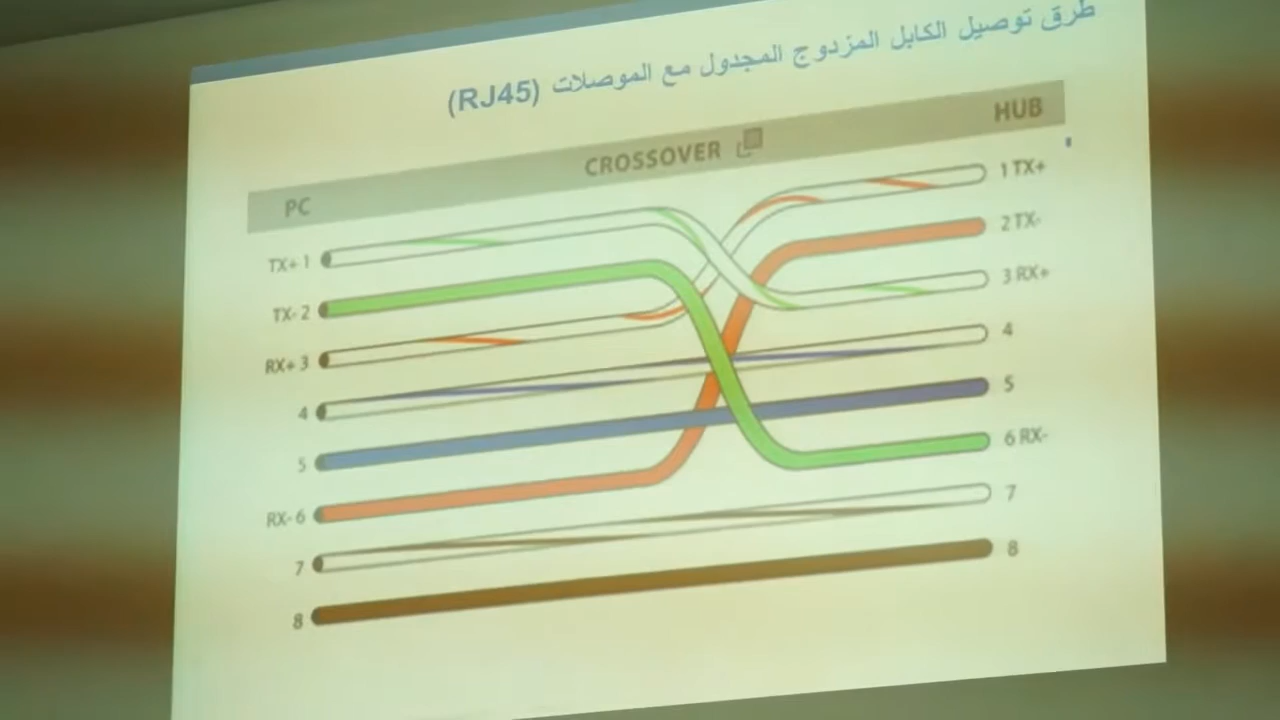 طرق توصيل الكابل المزدوج المجدول مع الموصلات (RJ45)
PC CROSSOVER HUB
TX+ 1 1 TX+
TX- 2 2 TX-
RX+ 3 3 RX+
4 4
5 5
RX- 6 6 RX-
7 7
8 8